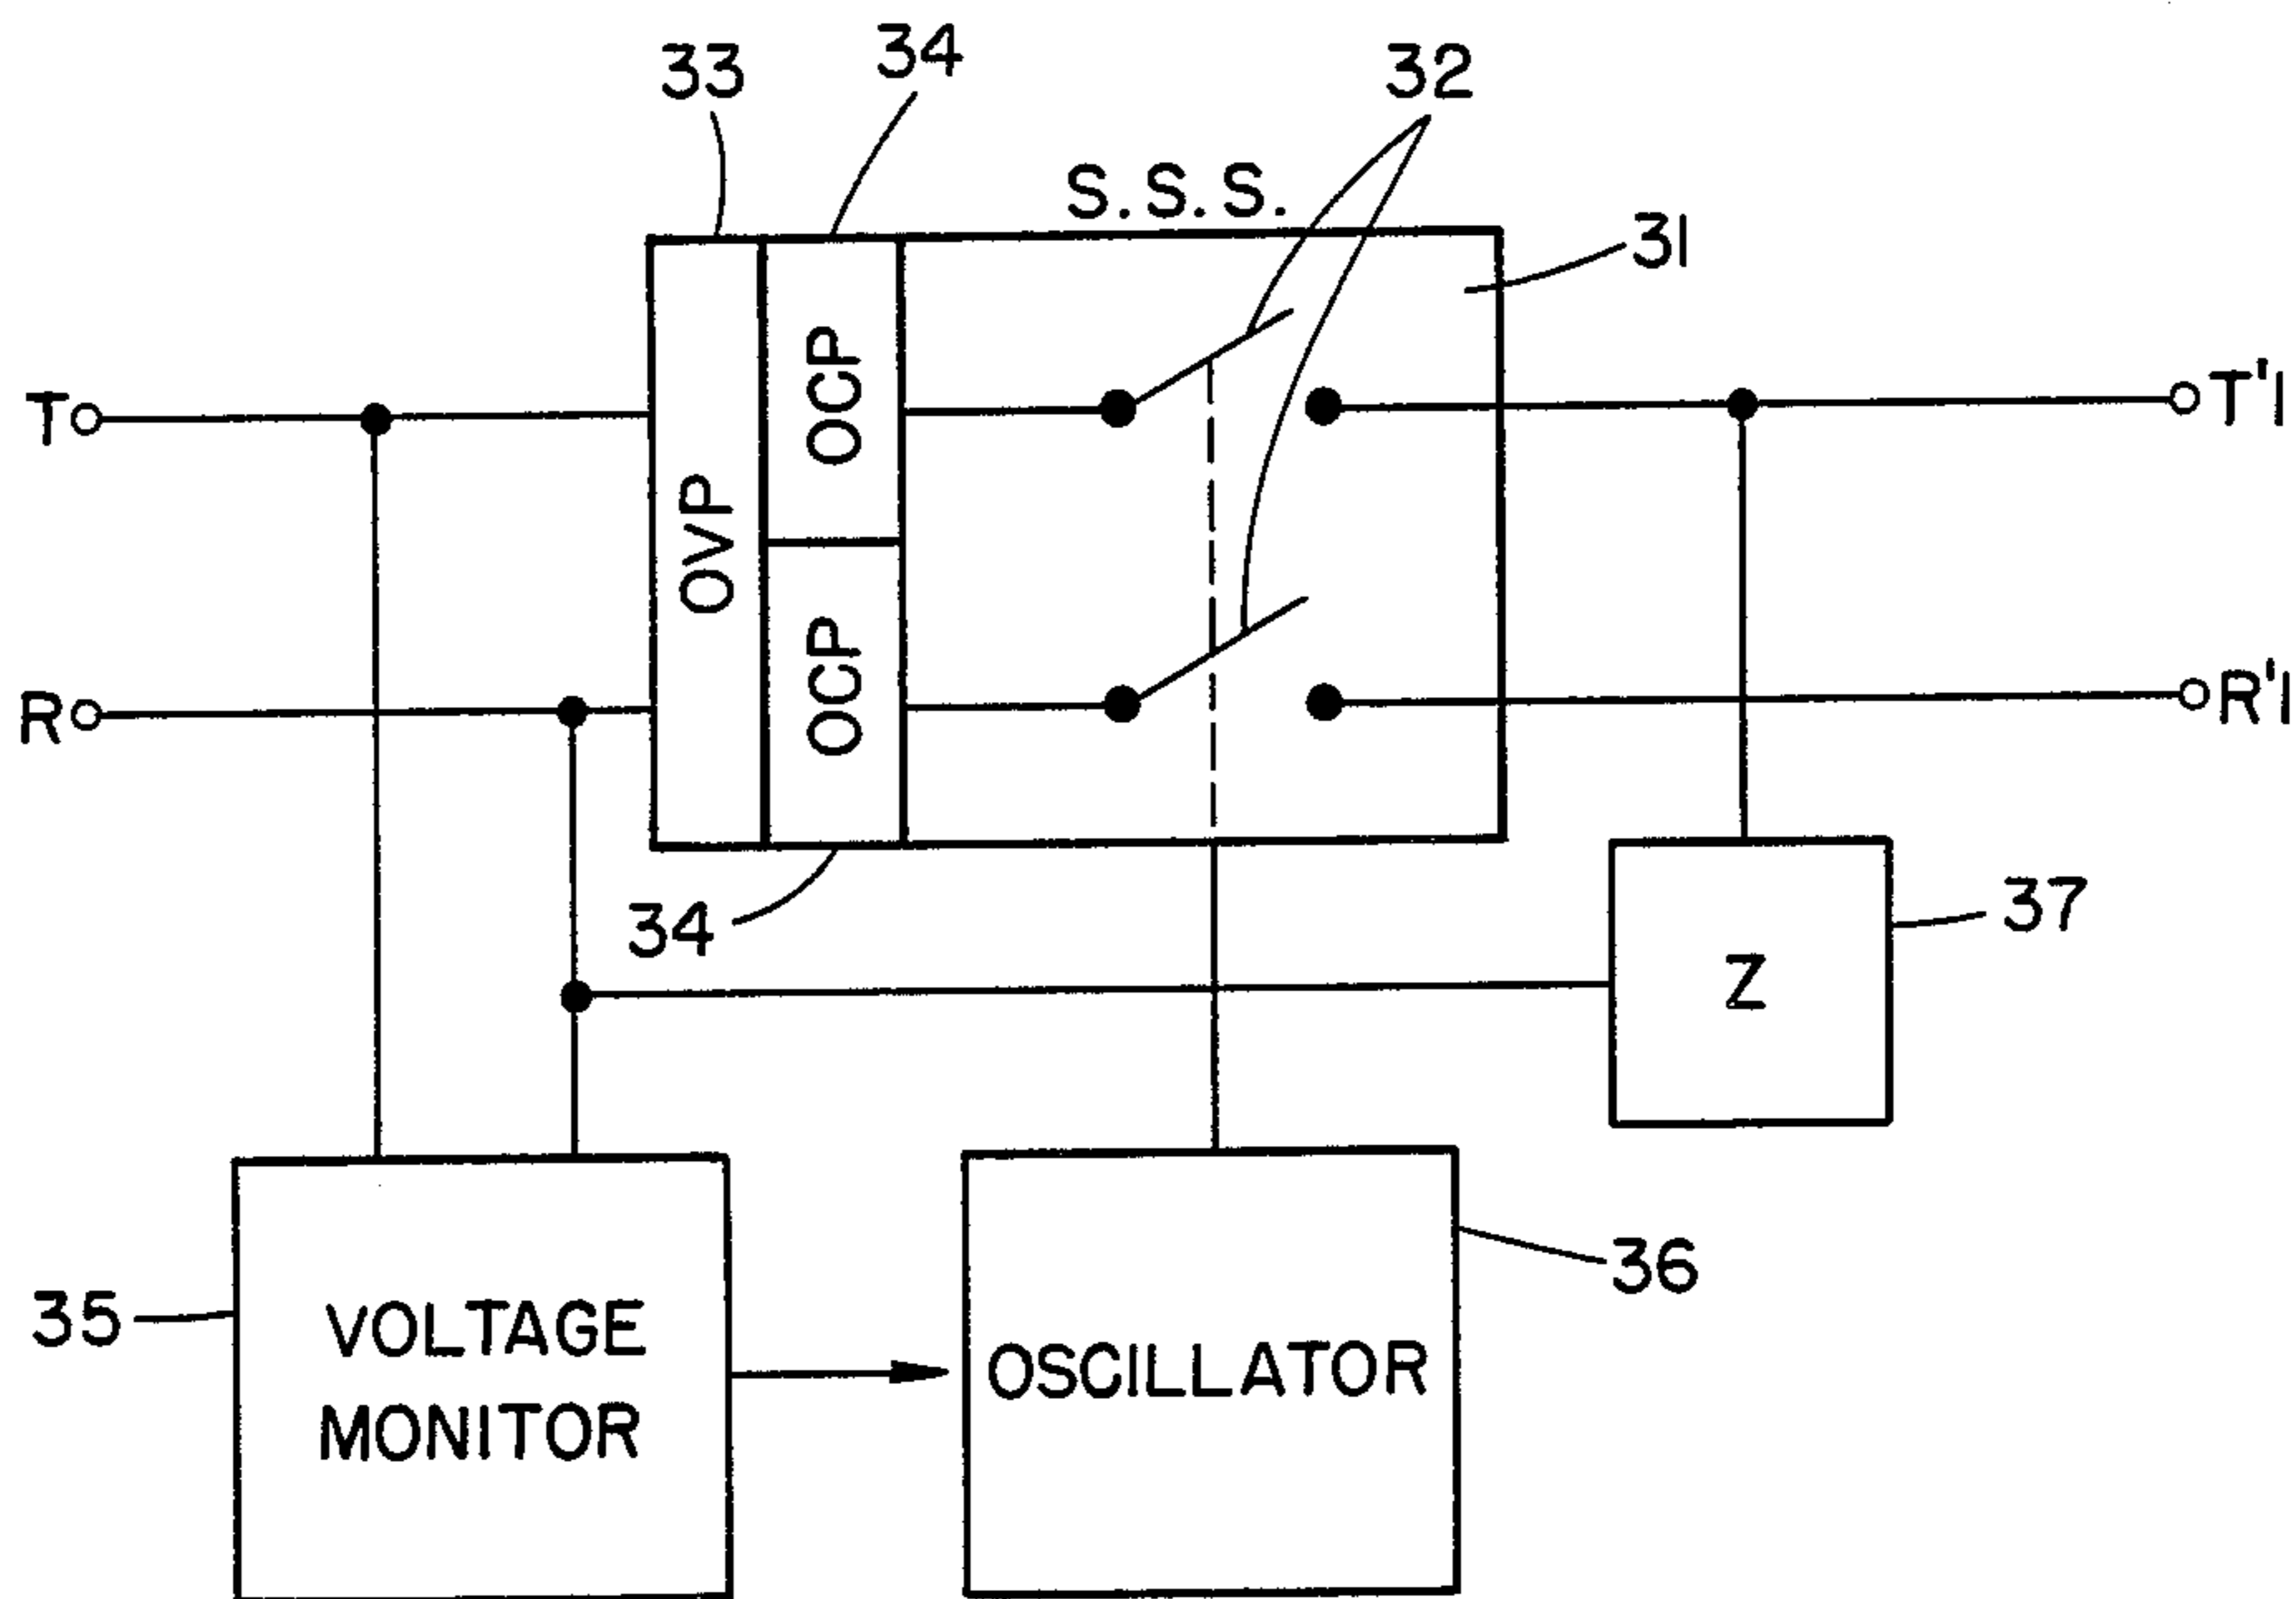 33
34
32
S.S.S.
31
T
OVP
OCP
T'1
R
OCP
R'1
34
37
Z
35
VOLTAGE
MONITOR
OSCILLATOR
36